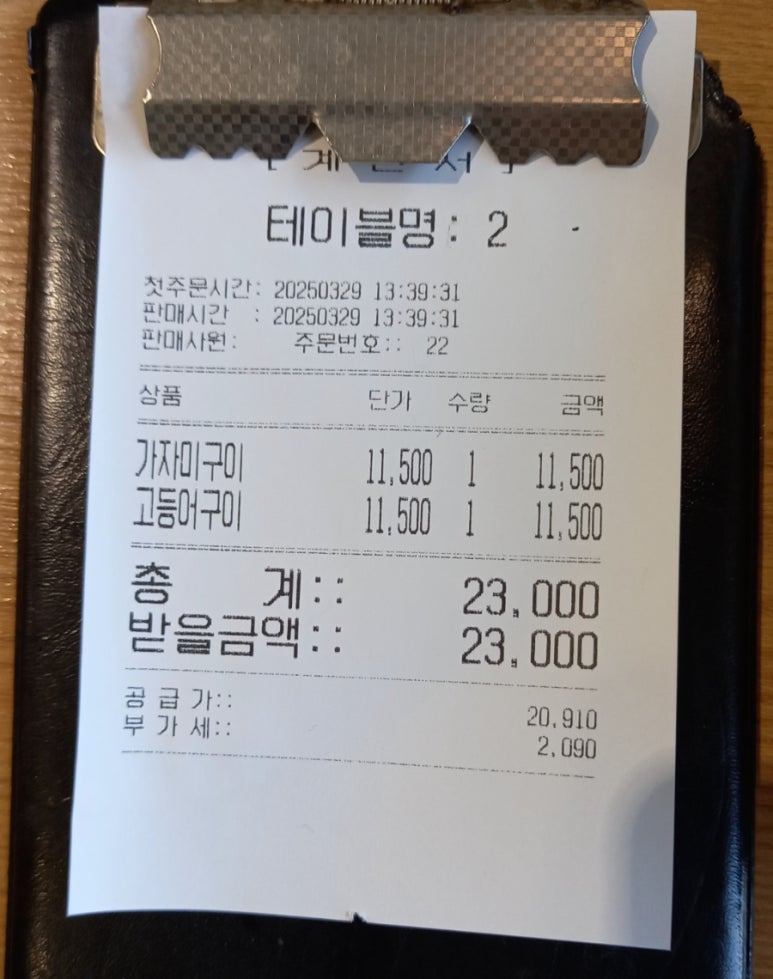 테이블명: 2
첫주문시간: 20250329 13:39:31
판매시간 : 20250329 13:39:31
판매사원: 주문번호:: 22
상품 단가 수량 금액
가자미구이 11,500 1 11,500
고등어구이 11,500 1 11,500
총 계:: 23,000
받을금액:: 23,000
공 급 가:: 20,910
부 가 세:: 2,090